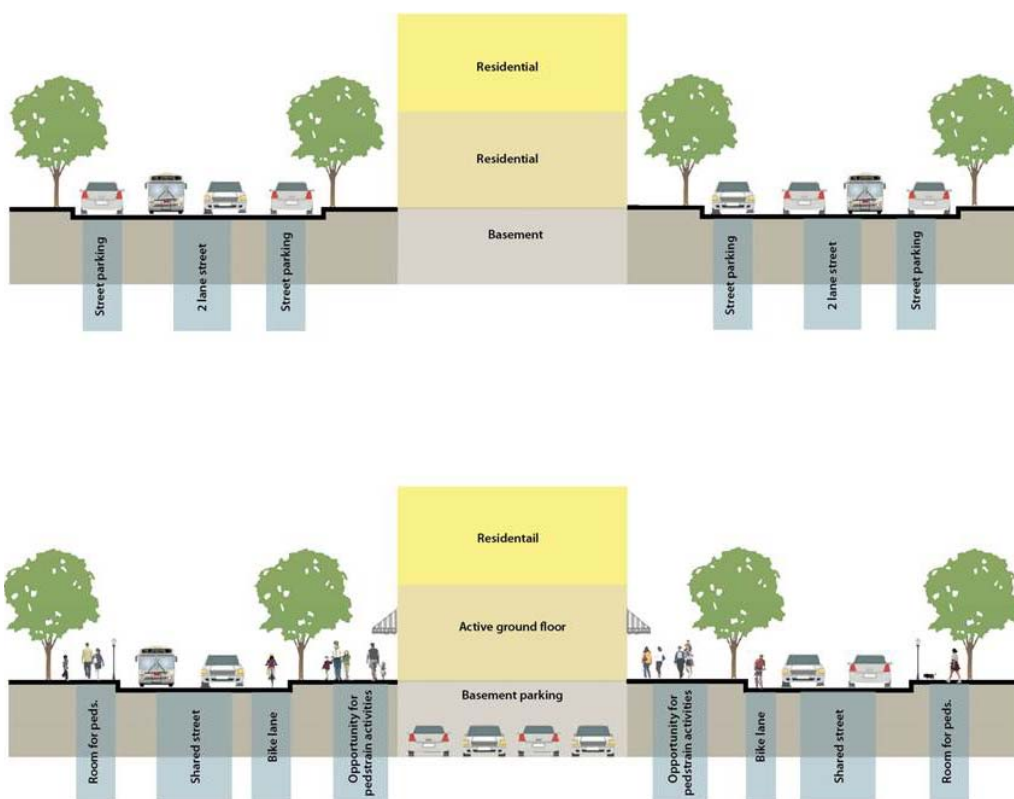 Residential
Residential
Basement
Street parking
2 lane street
Street parking
Street parking
2 lane street
Street parking
Residentail
Active ground floor
Basement parking
Room for peds.
Shared street
Bike lane
Opportunity for
pedstrain activities
Opportunity for
pedstrain activities
Bike lane
Shared street
Room for peds.